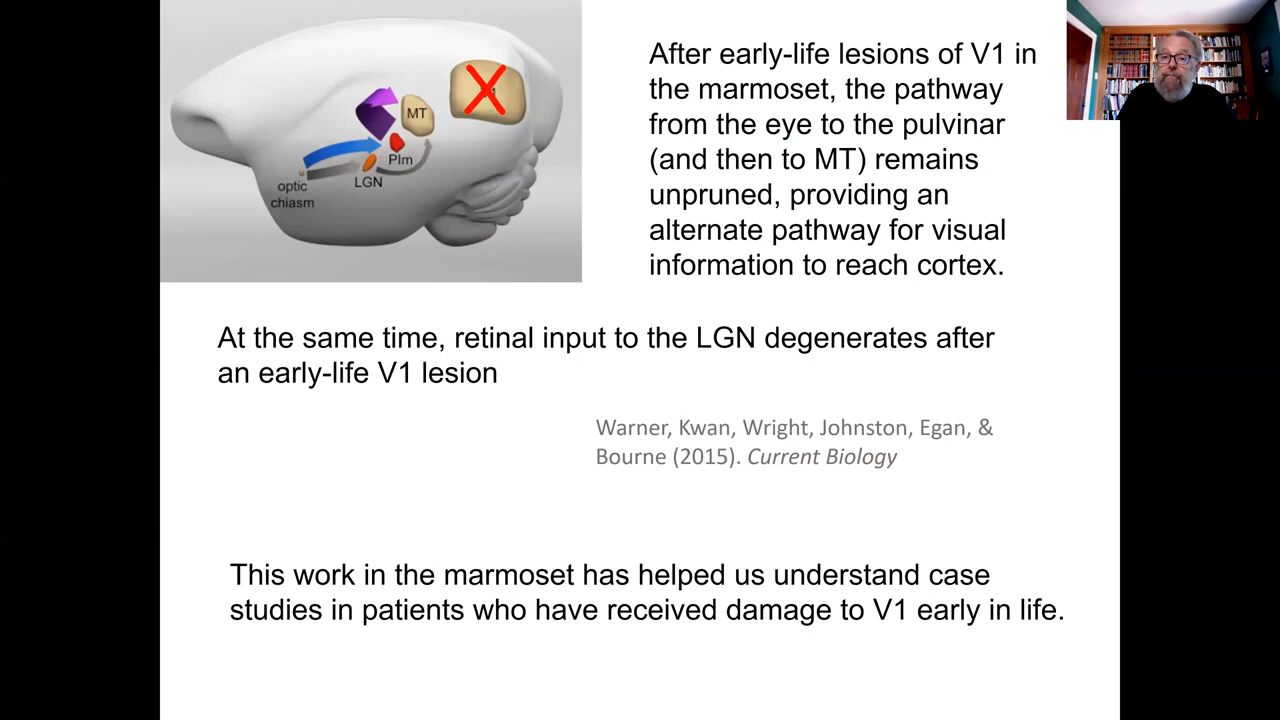 MT
PIm
LGN
optic
chiasm
After early-life lesions of V1 in
the marmoset, the pathway
from the eye to the pulvinar
(and then to MT) remains
unpruned, providing an
alternate pathway for visual
information to reach cortex.
At the same time, retinal input to the LGN degenerates after
an early-life V1 lesion
Warner, Kwan, Wright, Johnston, Egan, &
Bourne (2015). Current Biology
This work in the marmoset has helped us understand case
studies in patients who have received damage to V1 early in life.